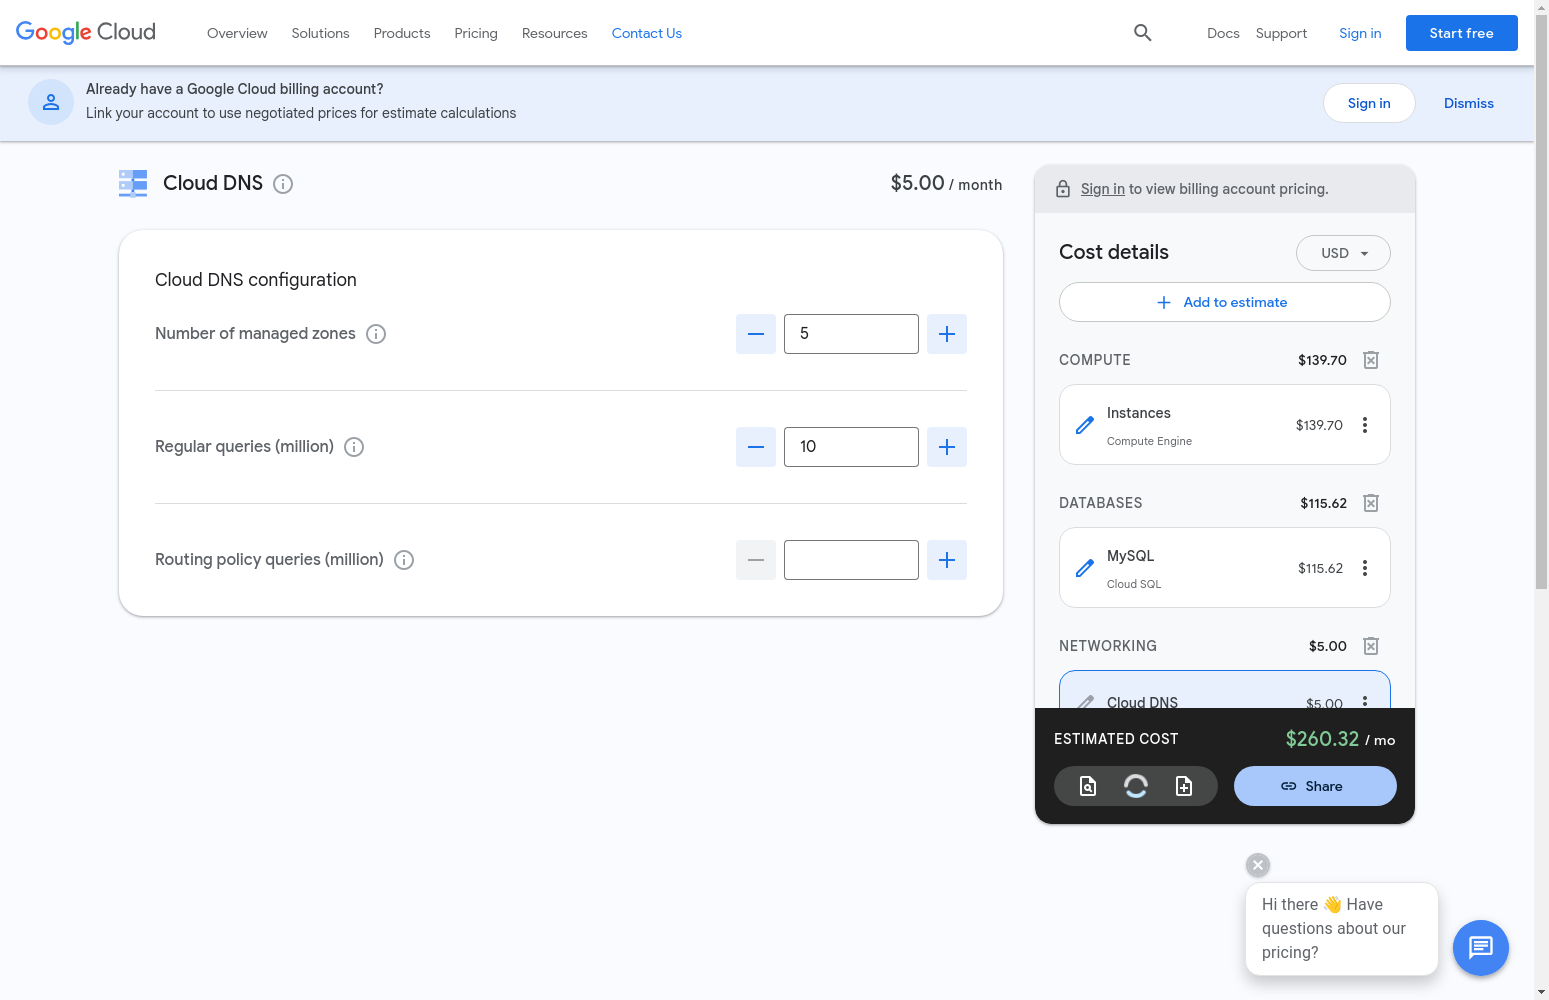 Google Cloud
Overview
Solutions
Products
Pricing
Resources
Contact Us
Docs
Support
Sign in
Start free
Already have a Google Cloud billing account?
Link your account to use negotiated prices for estimate calculations
Sign in
Dismiss
Cloud DNS
$5.00 / month
Cloud DNS configuration
Number of managed zones
5
Regular queries (million)
10
Routing policy queries (million)
Sign in to view billing account pricing.
Cost details
USD
Add to estimate
COMPUTE
$139.70
Instances
Compute Engine
$139.70
DATABASES
$115.62
MySQL
Cloud SQL
$115.62
NETWORKING
$5.00
Cloud DNS
$5.00
ESTIMATED COST
$260.32 / mo
Share
Hi there 👋 Have
questions about our
pricing?